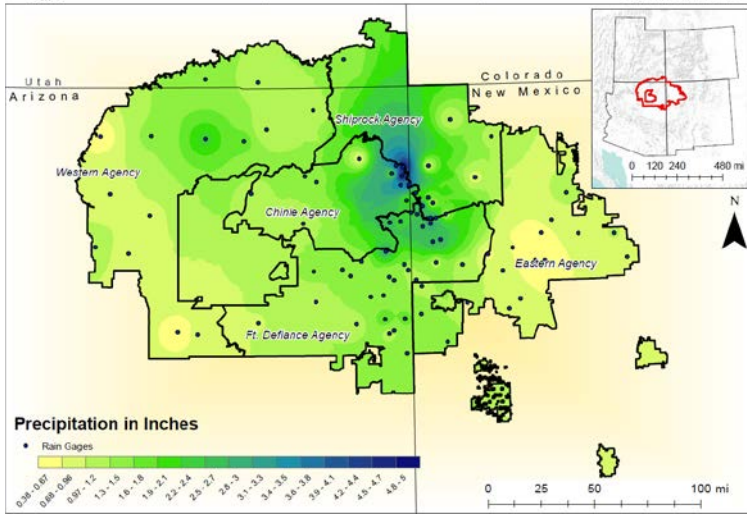 Utah
Arizona
Colorado
New Mexico
Shiprock Agency
Western Agency
Chinle Agency
Eastern Agency
Ft. Defiance Agency
0 120 240 480 mi
N
Precipitation in Inches
Rain Gages
0.38 - 0.87
0.88 - 0.96
0.97 - 1.2
1.3 - 1.5
1.6 - 1.8
1.9 - 2.1
2.2 - 2.4
2.5 - 2.7
2.8 - 3
3.1 - 3.3
3.4 - 3.5
3.6 - 3.8
3.9 - 4.1
4.2 - 4.4
4.5 - 4.7
4.8 - 5
0 25 50 100 mi